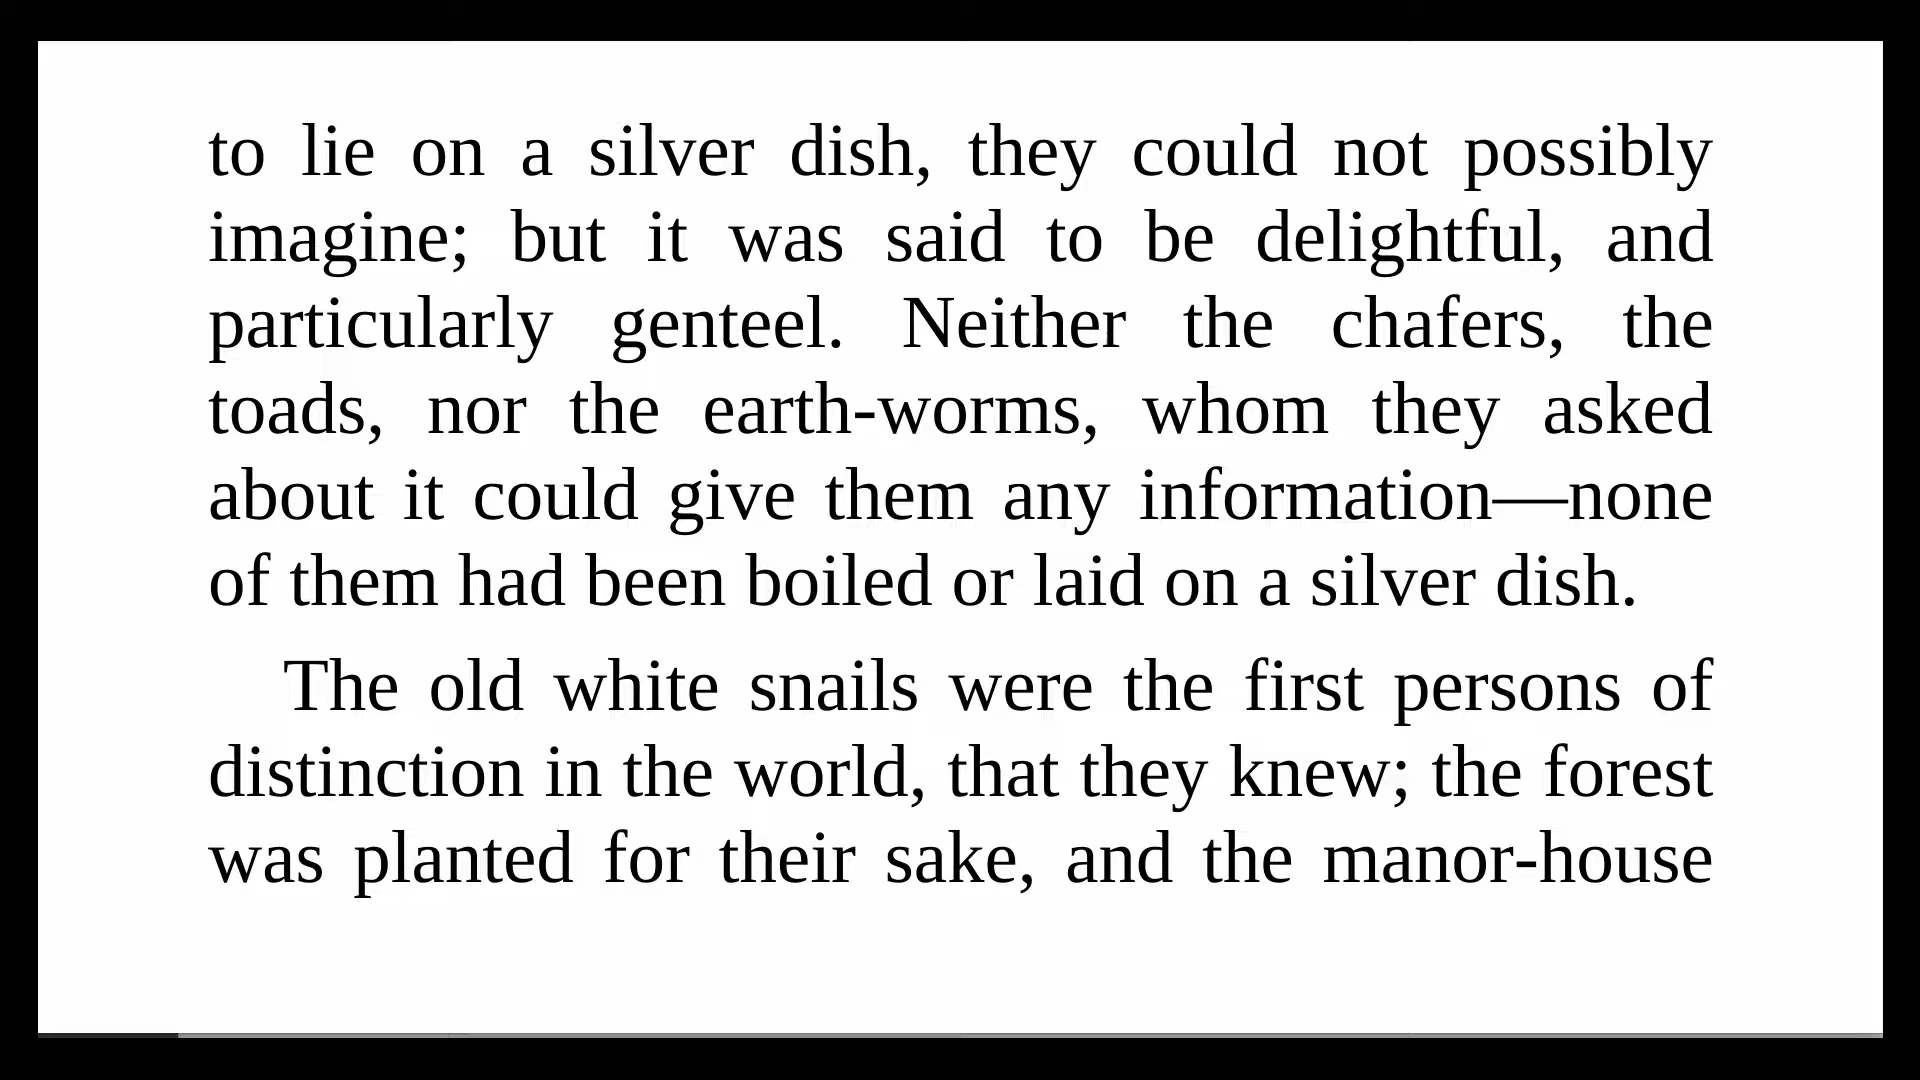 to lie on a silver dish, they could not possibly
imagine; but it was said to be delightful, and
particularly genteel. Neither the chafers, the
toads, nor the earth-worms, whom they asked
about it could give them any information—none
of them had been boiled or laid on a silver dish.
The old white snails were the first persons of
distinction in the world, that they knew; the forest
was planted for their sake, and the manor-house